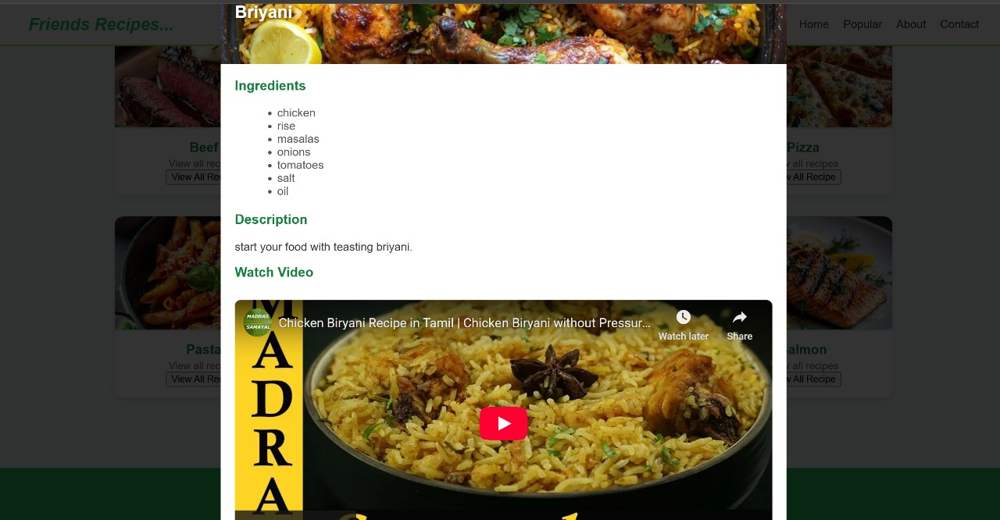 Friends Recipes...
Home Popular About Contact
Briyani
Ingredients
chicken
rise
masalas
onions
tomatoes
salt
oil
Description
start your food with teasting briyani.
Watch Video
MADRAS
SAMAYAL
Chicken Biryani Recipe in Tamil | Chicken Biryani without Pressur...
Watch later
Share
M
A
D
R
A
Beef
View all rec
View All Rec
Pizza
all recipes
All Recipe
Pasta
View all rec
View All Rec
almon
all recipes
All Recipe